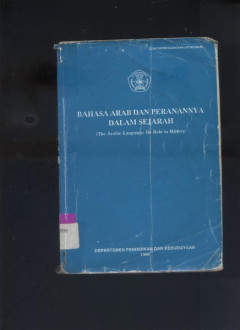 BAHASA ARAB DAN PERANANNYA
DALAM SEJARAH
(The Arabic Language: Its Role in History)
DEPARTEMEN PENDIDIKAN DAN KEBUDAYAAN